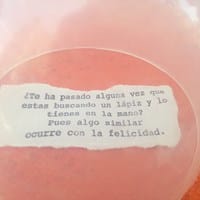 ¿Te ha pasado alguna vez que
estas buscando un lápiz y lo
tienes en la mano?
Pues algo similar
ocurre con la felicidad.